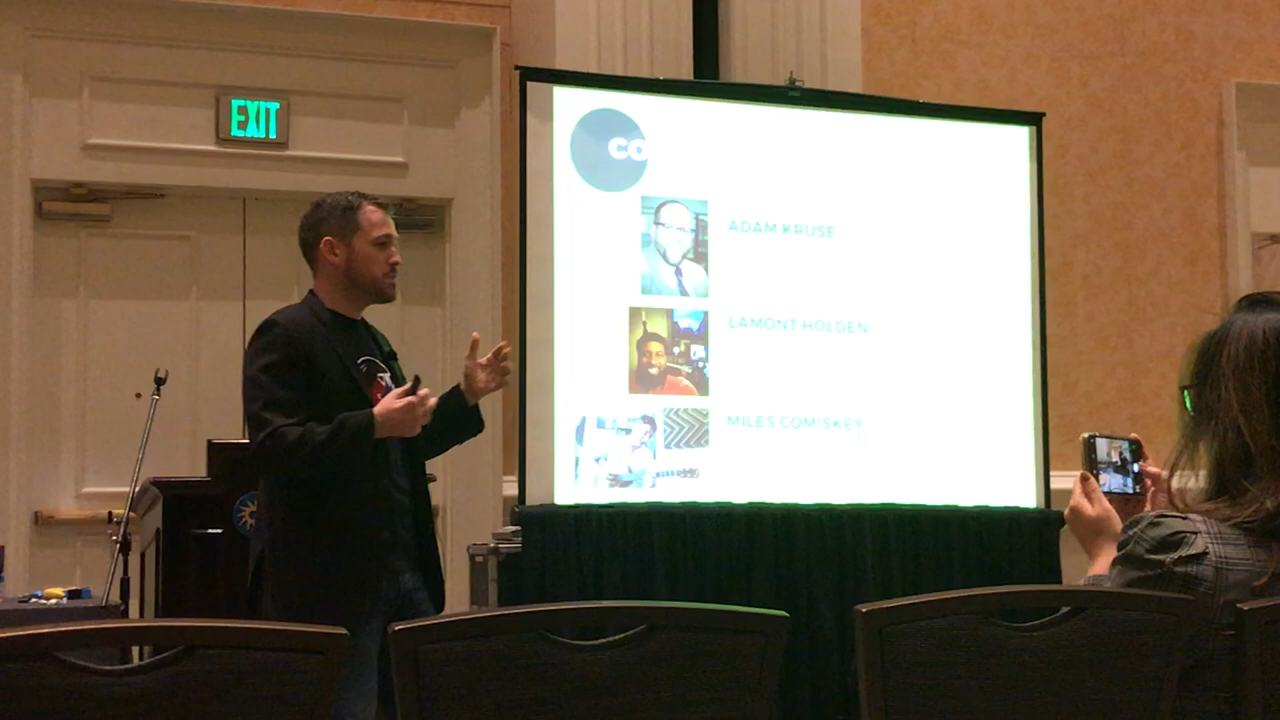 EXIT
CO
ADAM KRUSE
LAMONT HOLDEN
MILES COMISKEY